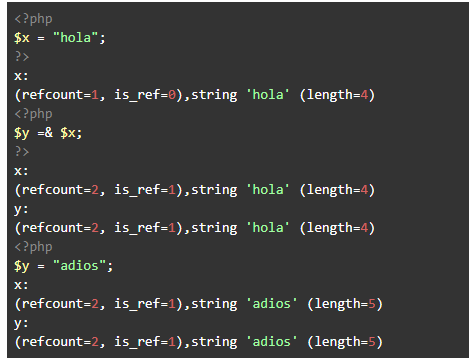 <?php
$x = "hola";
?>
x:
(refcount=1, is_ref=0),string 'hola' (length=4)
<?php
$y =& $x;
?>
x:
(refcount=2, is_ref=1),string 'hola' (length=4)
y:
(refcount=2, is_ref=1),string 'hola' (length=4)
<?php
$y = "adios";
x:
(refcount=2, is_ref=1),string 'adios' (length=5)
y:
(refcount=2, is_ref=1),string 'adios' (length=5)